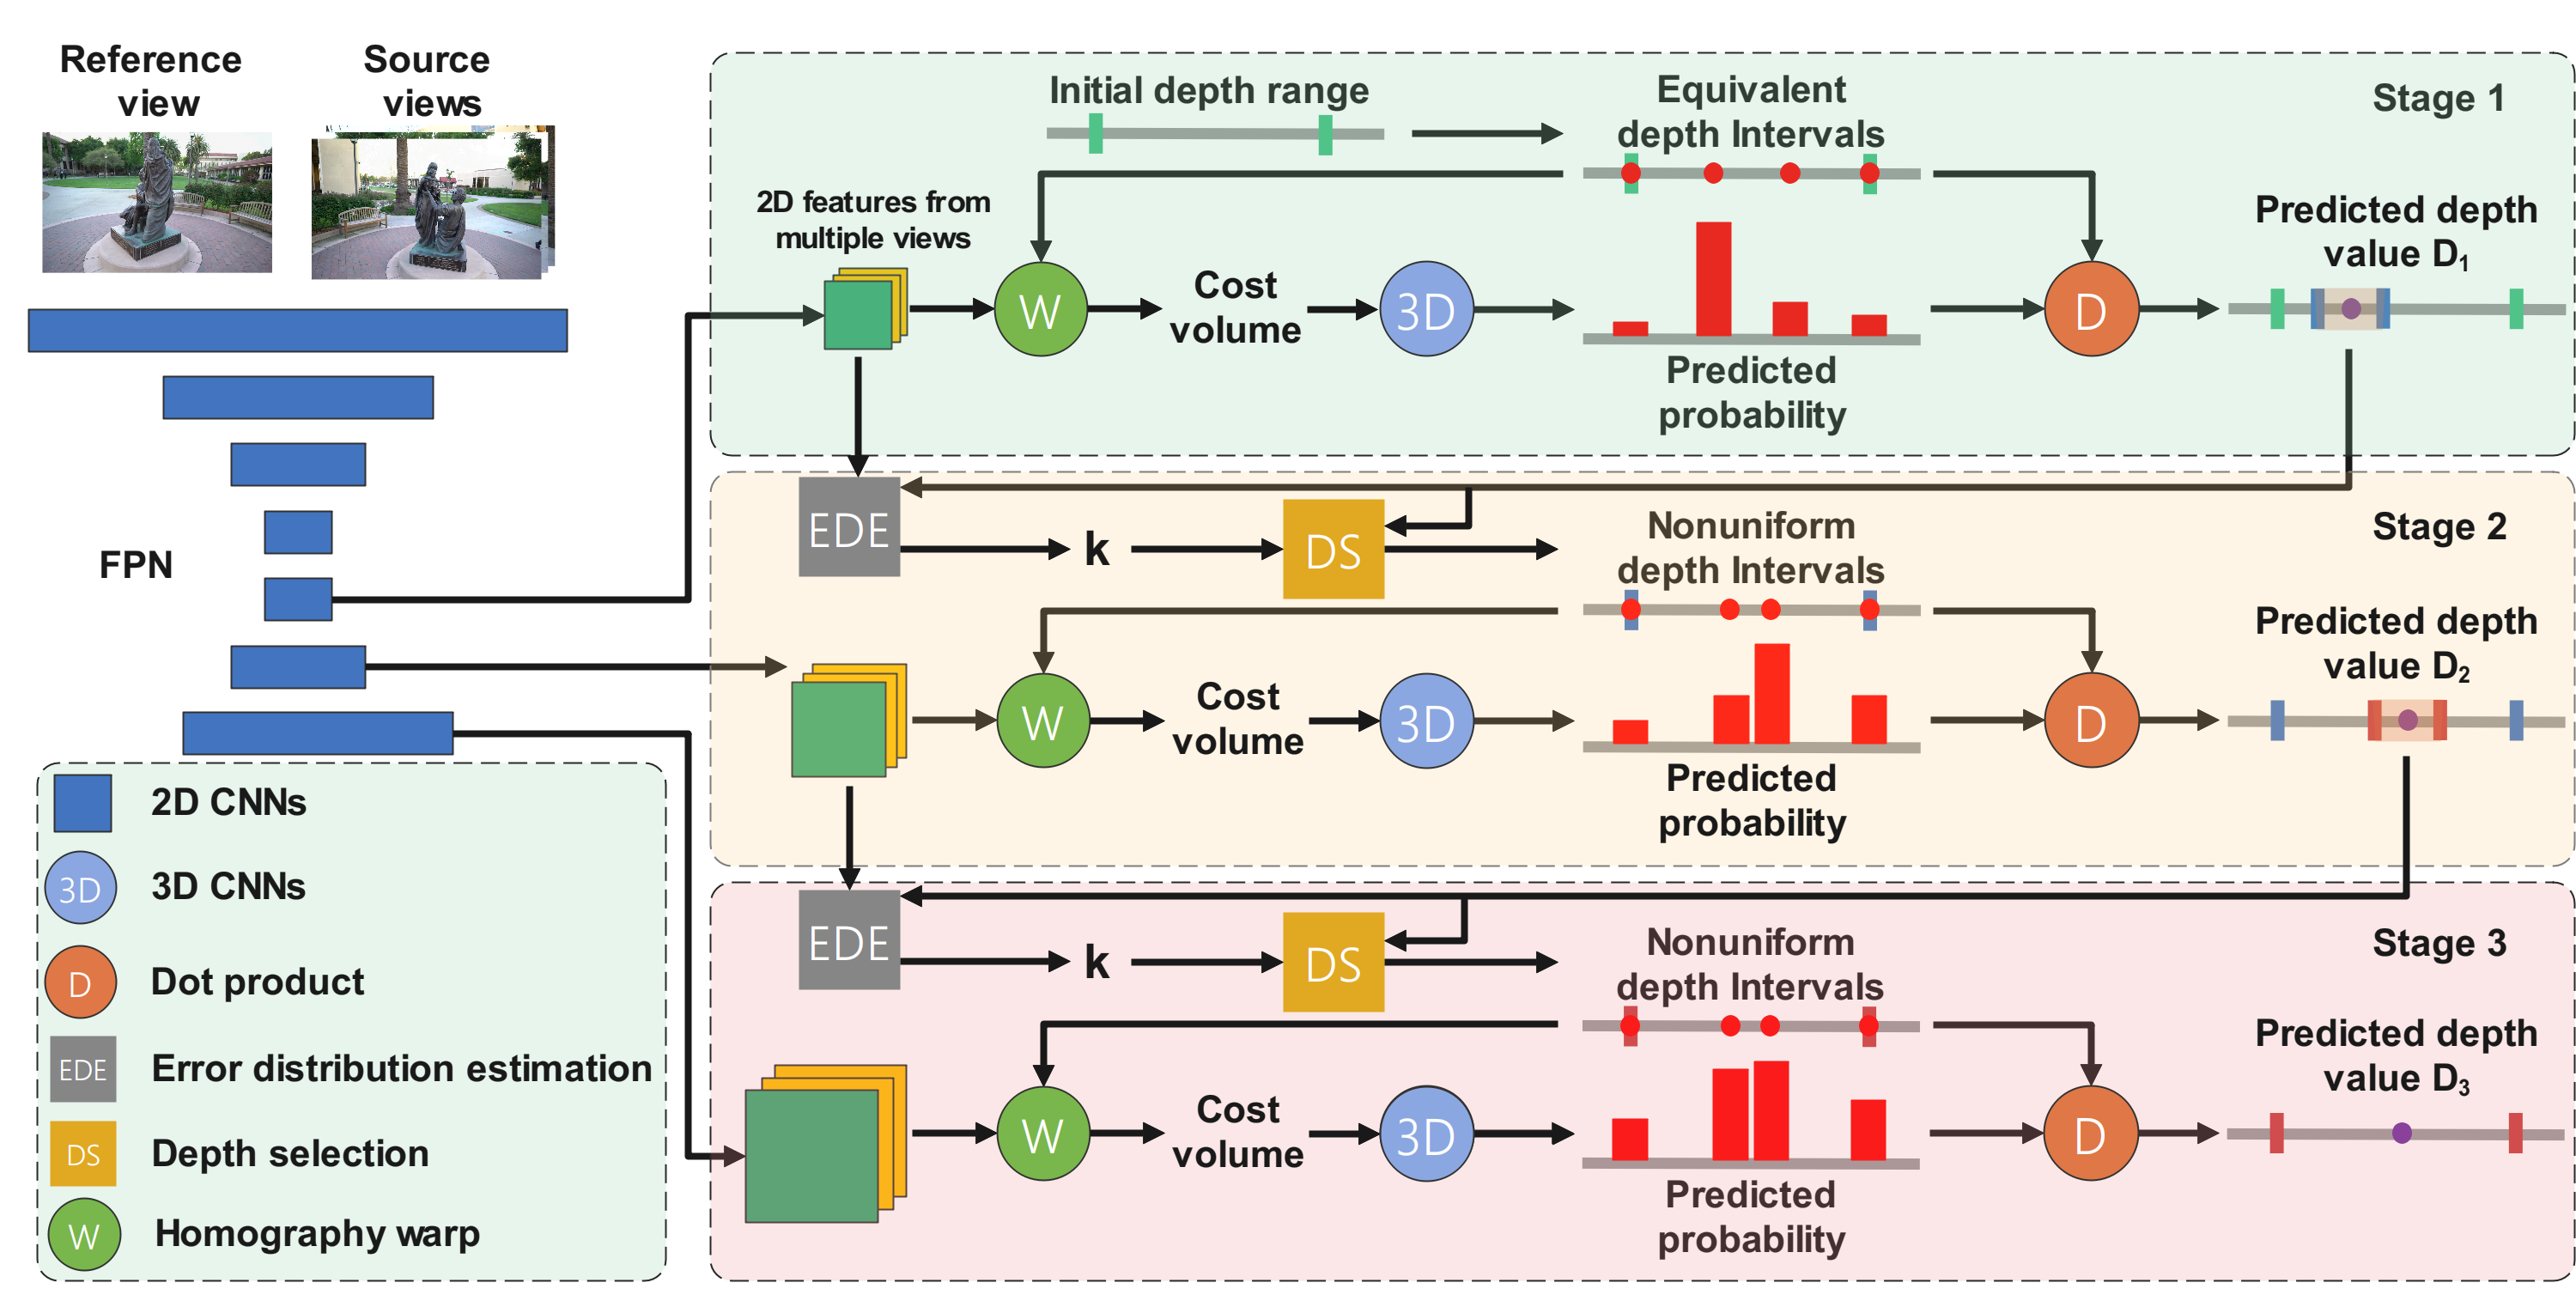 Reference
view
Source
views
FPN
2D CNNs
3D
3D CNNs
D
Dot product
EDE
Error distribution estimation
DS
Depth selection
W
Homography warp
Stage 1
Initial depth range
Equivalent
depth Intervals
2D features from
multiple views
W
Cost
volume
3D
Predicted
probability
D
Predicted depth
value D1
Stage 2
EDE
k
DS
Nonuniform
depth Intervals
W
Cost
volume
3D
Predicted
probability
D
Predicted depth
value D2
Stage 3
EDE
k
DS
Nonuniform
depth Intervals
W
Cost
volume
3D
Predicted
probability
D
Predicted depth
value D3